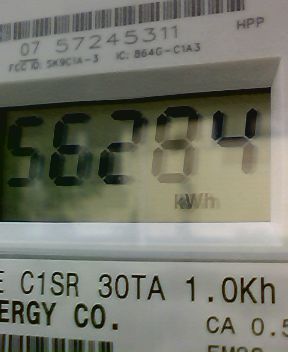 HPP
07 57245311
FCC ID: SK9C1A-3 IC: 864G-C1A3
56284
kWh
E C1SR 30TA 1.0Kh
ERGY CO.
CA 0.5